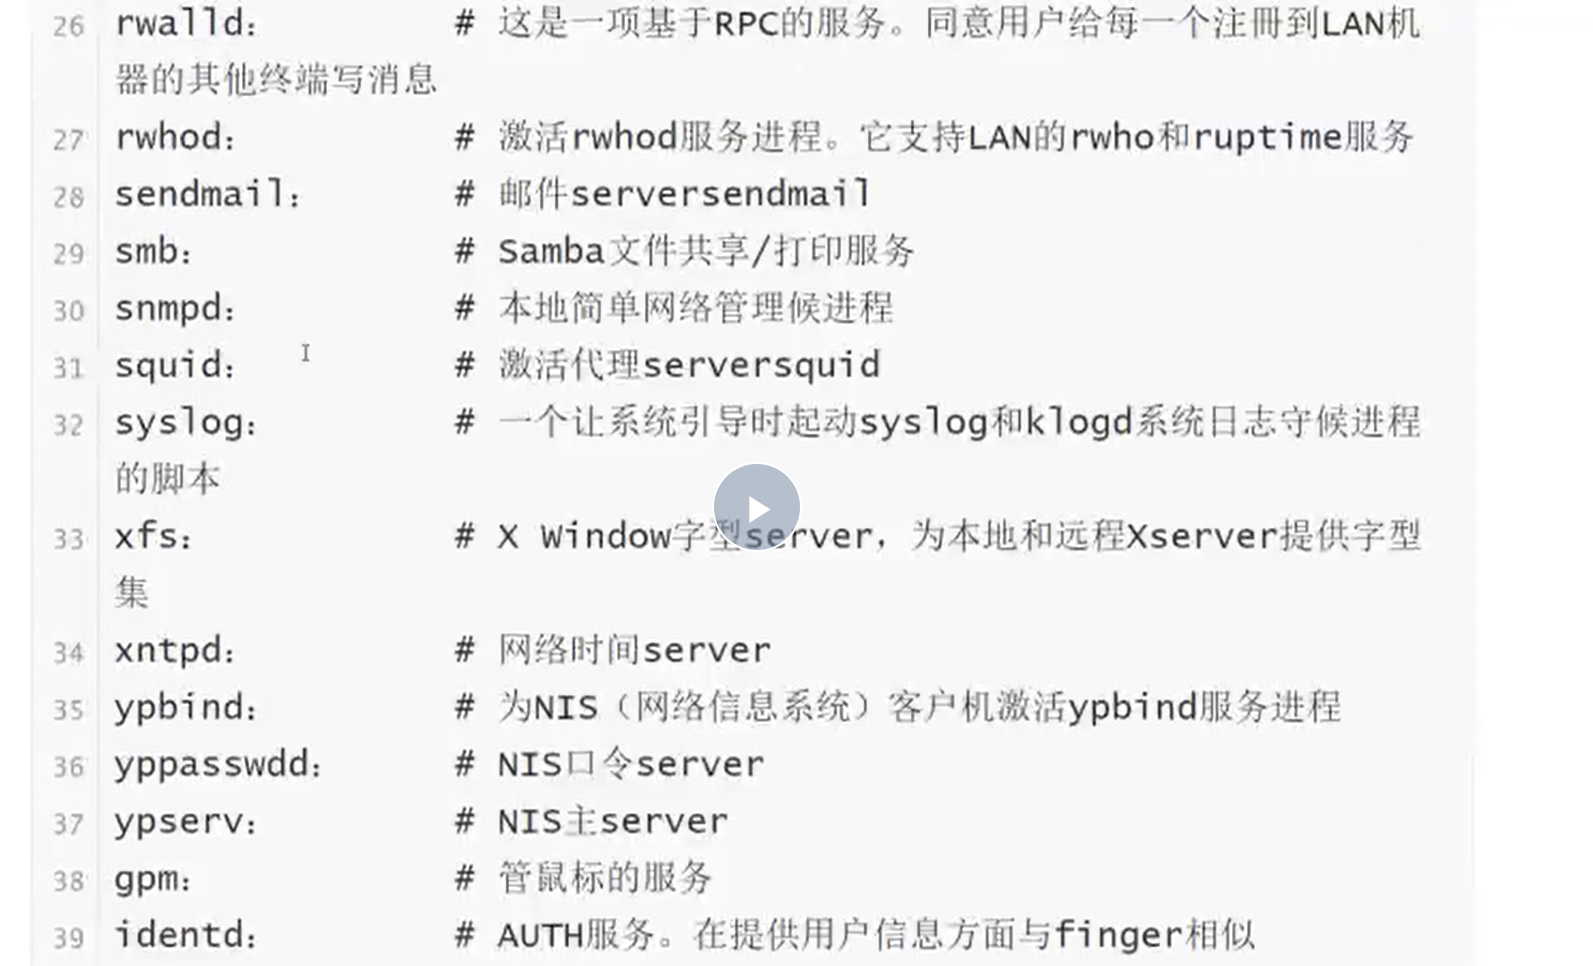 26 rwalld： # 这是一项基于RPC的服务。同意用户给每一个注冊到LAN机
器的其他终端写消息
27 rwhod： # 激活rwhod服务进程。它支持LAN的rwho和ruptime服务
28 sendmail： # 邮件serversendmail
29 smb： # Samba文件共享/打印服务
30 snmpd： # 本地简单网络管理候进程
31 squid： # 激活代理serversquid
32 syslog： # 一个让系统引导时起动syslog和klogd系统日志守候进程
的脚本
33 xfs： # X Window字型server，为本地和远程Xserver提供字型
集
34 xntpd： # 网络时间server
35 ypbind： # 为NIS（网络信息系统）客户机激活ypbind服务进程
36 yppasswdd： # NIS口令server
37 ypserv： # NIS主server
38 gpm： # 管鼠标的服务
39 identd： # AUTH服务。在提供用户信息方面与finger相似